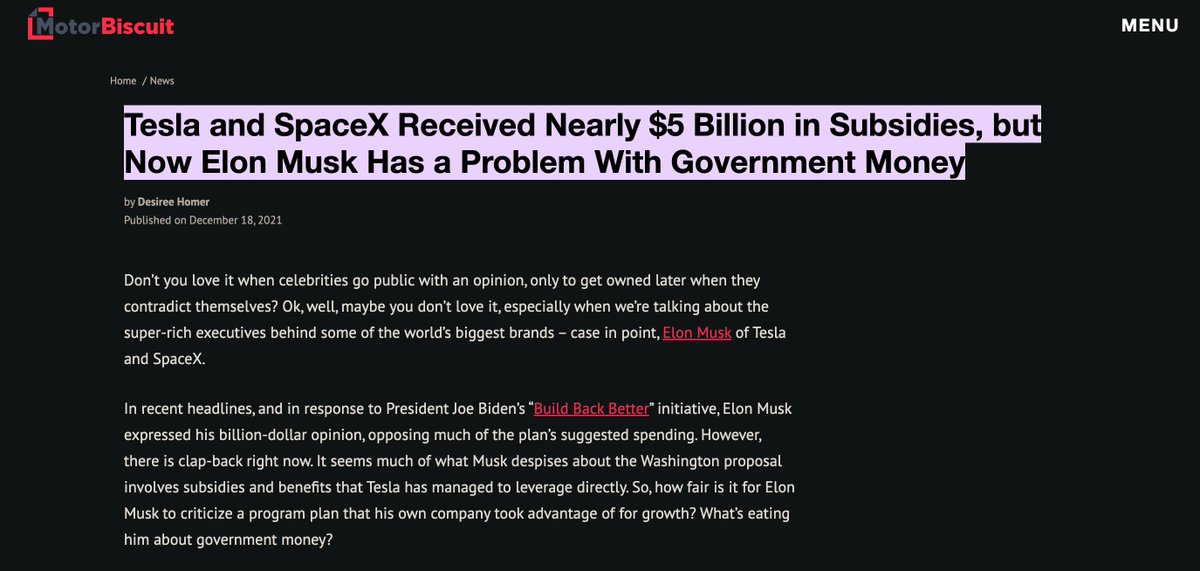 MotorBiscuit
MENU
Home / News
Tesla and SpaceX Received Nearly $5 Billion in Subsidies, but
Now Elon Musk Has a Problem With Government Money
by Desiree Homer
Published on December 18, 2021
Don’t you love it when celebrities go public with an opinion, only to get owned later when they
contradict themselves? Ok, well, maybe you don’t love it, especially when we’re talking about the
super-rich executives behind some of the world’s biggest brands – case in point, Elon Musk of Tesla
and SpaceX.
In recent headlines, and in response to President Joe Biden’s “Build Back Better” initiative, Elon Musk
expressed his billion-dollar opinion, opposing much of the plan’s suggested spending. However,
there is clap-back right now. It seems much of what Musk despises about the Washington proposal
involves subsidies and benefits that Tesla has managed to leverage directly. So, how fair is it for Elon
Musk to criticize a program plan that his own company took advantage of for growth? What’s eating
him about government money?